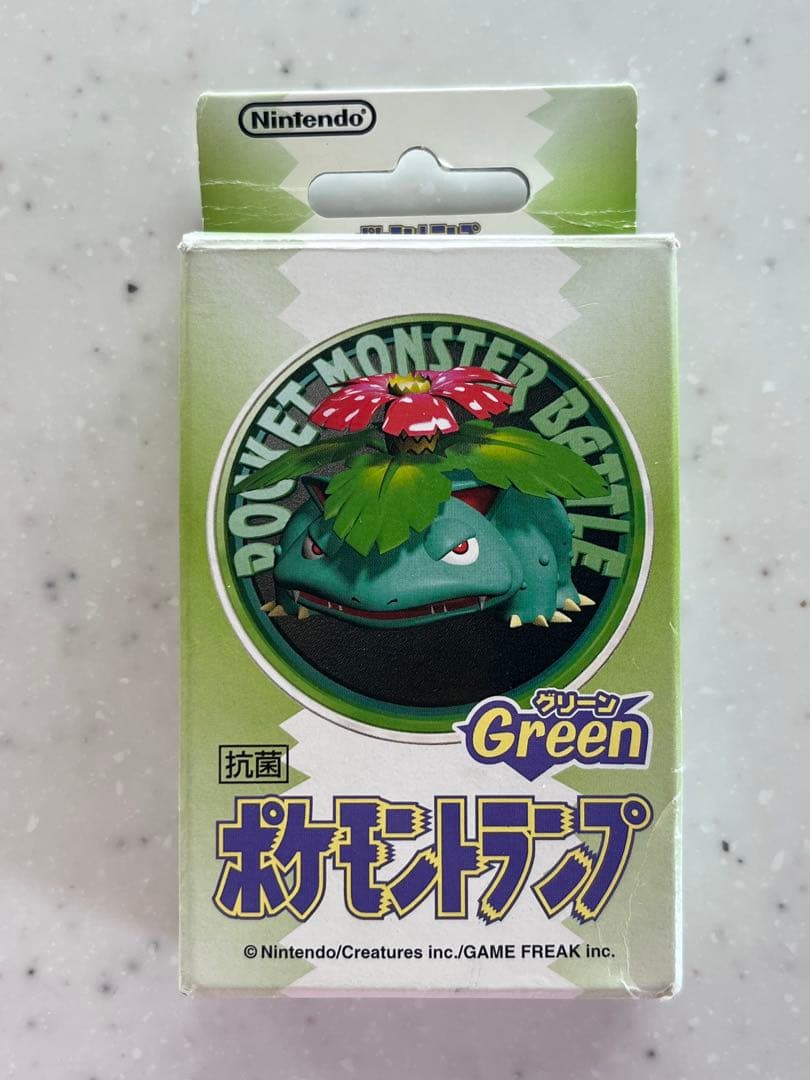 Nintendo®
POCKET MONSTER BATTLE
グリーン
Green
抗菌
ポケモントランプ
©Nintendo/Creatures inc./GAME FREAK inc.